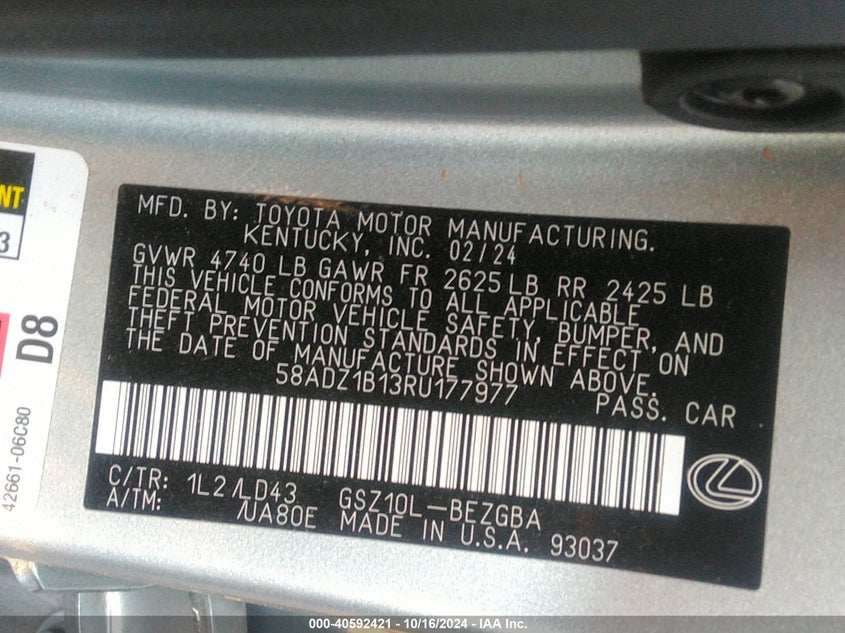 MFD. BY: TOYOTA MOTOR MANUFACTURING.
KENTUCKY, INC. 02/24
GVWR 4740 LB GAWR FR 2625 LB RR 2425 LB
THIS VEHICLE CONFORMS TO ALL APPLICABLE
FEDERAL MOTOR VEHICLE SAFETY, BUMPER, AND
THEFT PREVENTION STANDARDS IN EFFECT ON
THE DATE OF MANUFACTURE SHOWN ABOVE.
58ADZ1B13RU177977 PASS. CAR
C/TR: 1L2/LD43 GSZ10L-BEZGBA
A/TM: /UA80E MADE IN U.S.A. 93037
NT
3
D8
42661-06C80
000-40592421 - 10/16/2024 - IAA Inc.